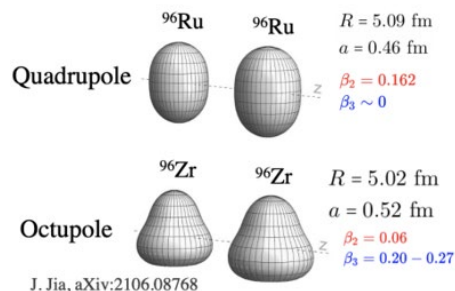 ⁹⁶Ru
⁹⁶Ru
R = 5.09 fm
a = 0.46 fm
Quadrupole
β₂ = 0.162
z
β₃ ~ 0
⁹⁶Zr
⁹⁶Zr
R = 5.02 fm
a = 0.52 fm
Octupole
β₂ = 0.06
z
β₃ = 0.20 − 0.27
J. Jia, aXiv:2106.08768